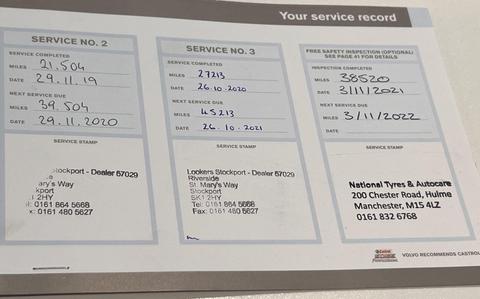 Your service record
SERVICE NO. 2
SERVICE COMPLETED
MILES 21,504
DATE 29.11.19
NEXT SERVICE DUE
MILES 39,504
DATE 29.11.2020
SERVICE STAMP
Stockport - Dealer 57029
ary's Way
kport
2HY
0161 864 5668
x: 0161 480 6627
SERVICE NO. 3
SERVICE COMPLETED
MILES 27213
DATE 26.10.2020
NEXT SERVICE DUE
MILES 45213
DATE 26.10.2021
SERVICE STAMP
Lookers Stockport - Dealer 57029
Riverside
St. Mary's Way
Stockport
SK1 2HY
Tel: 0161 864 5668
Fax: 0161 480 6627
FREE SAFETY INSPECTION (OPTIONAL)
SEE PAGE 41 FOR DETAILS
INSPECTION COMPLETED
MILES 38520
DATE 3/11/2021
NEXT SERVICE DUE
MILES 3/11/2022
DATE
SERVICE STAMP
National Tyres & Autocare
200 Chester Road, Hulme
Manchester, M15 4LZ
0161 832 6768
Castrol
EDGE
PROFESSIONAL
VOLVO RECOMMENDS CASTROL